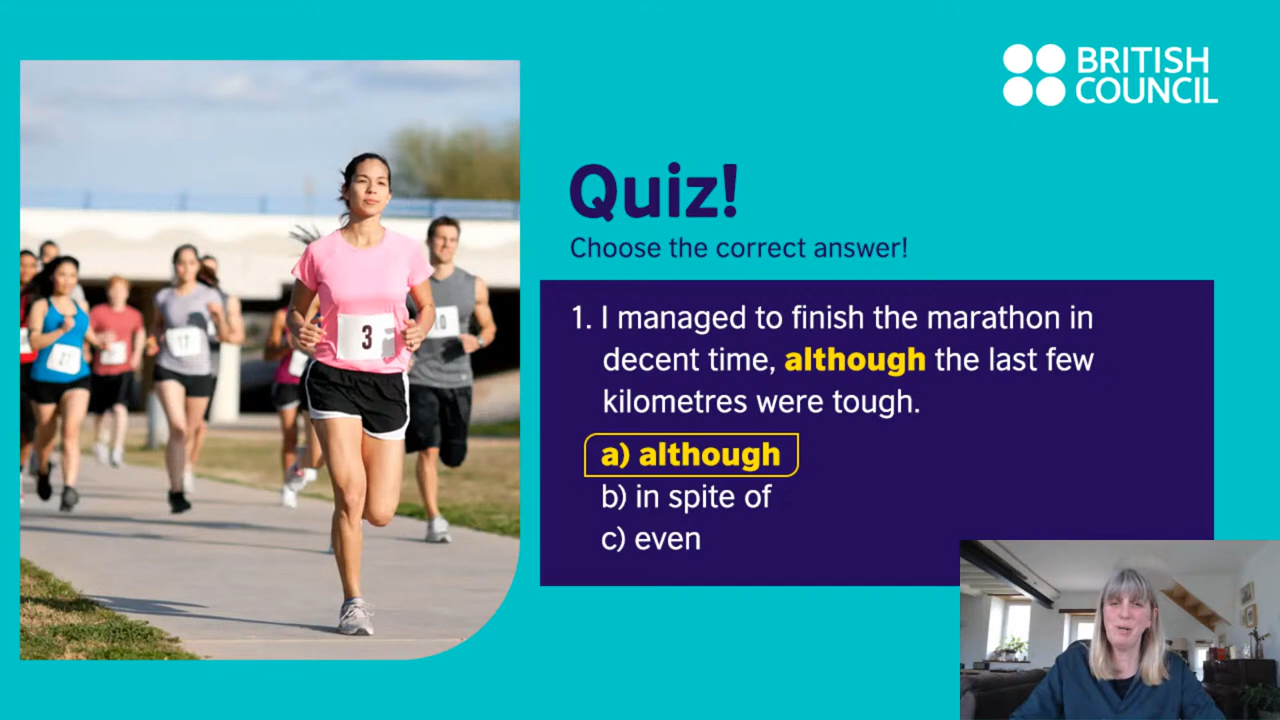 BRITISH
COUNCIL
Quiz!
Choose the correct answer!
1. I managed to finish the marathon in
decent time, although the last few
kilometres were tough.
a) although
b) in spite of
c) even
3